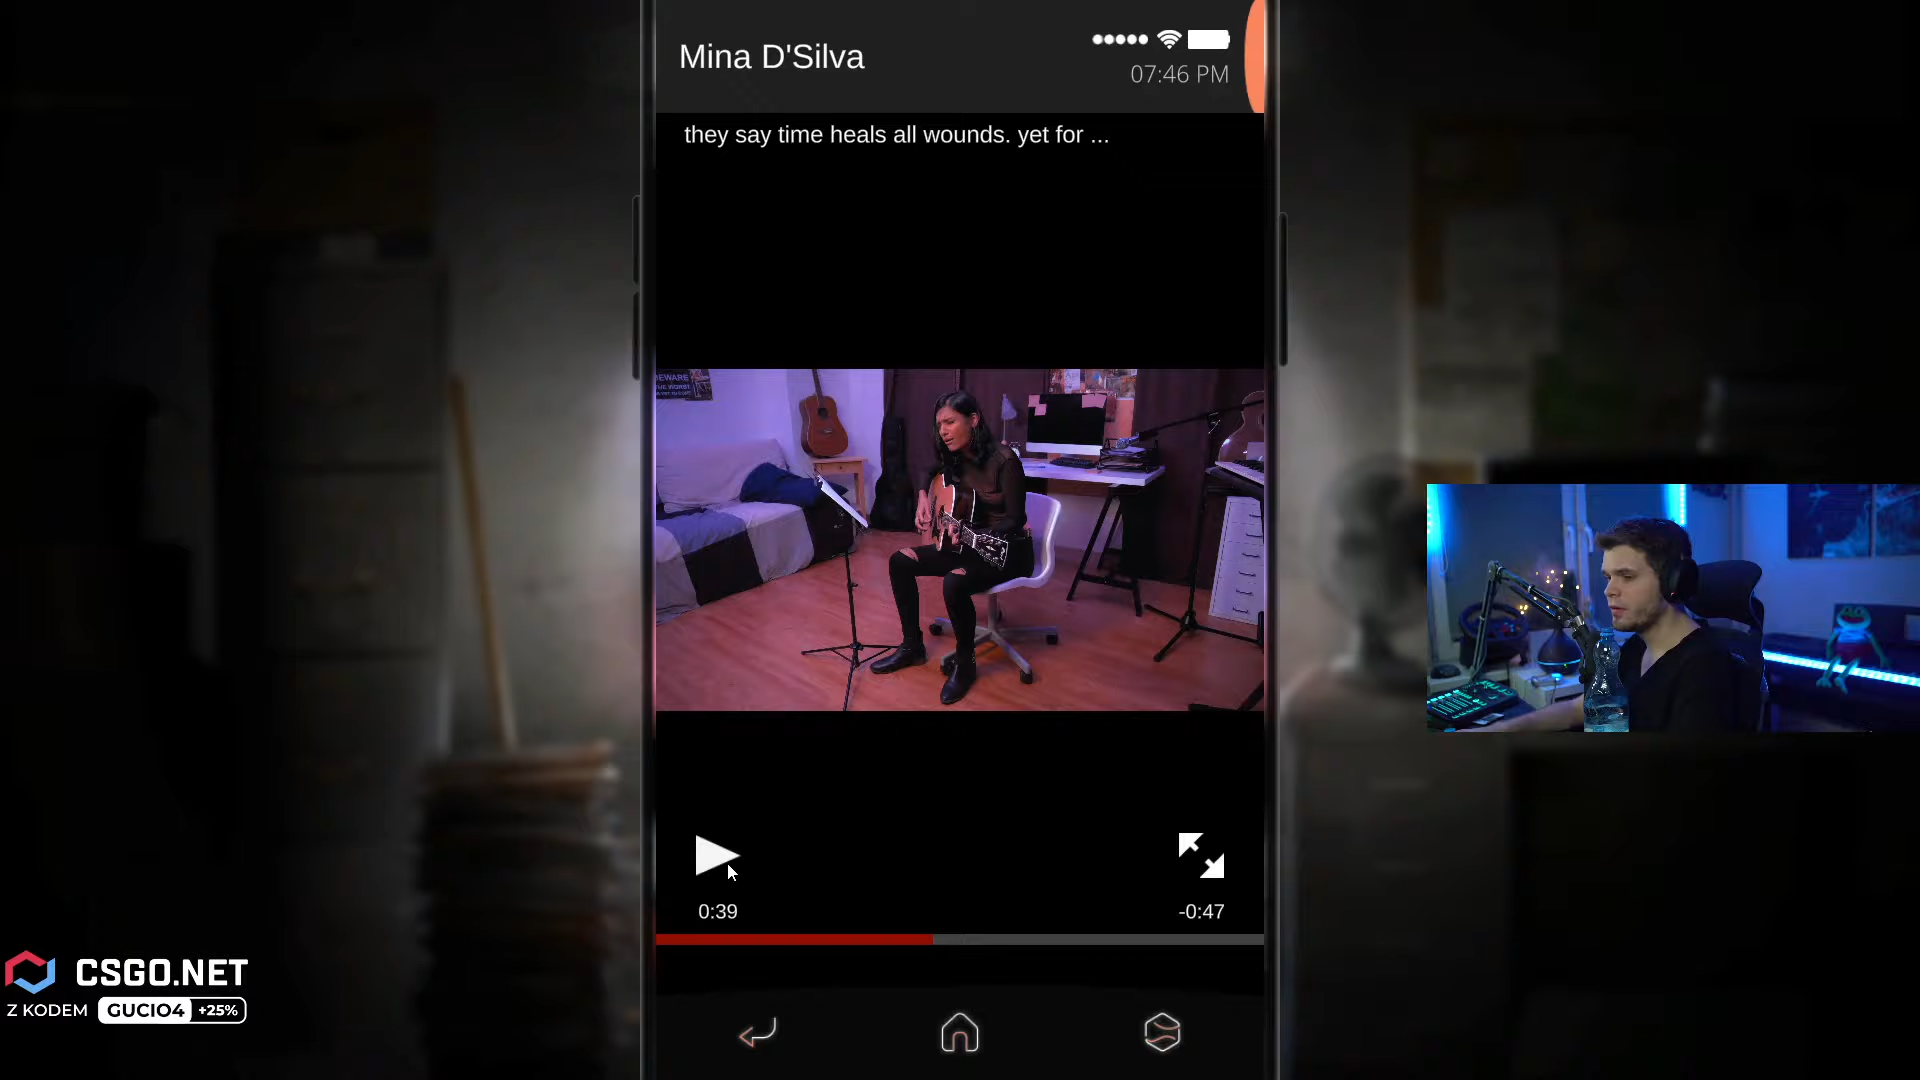 Mina D'Silva
07:46 PM
they say time heals all wounds. yet for ...
BEWARE
0:39
-0:47
CSGO.NET
Z KODEM GUCIO4 +25%